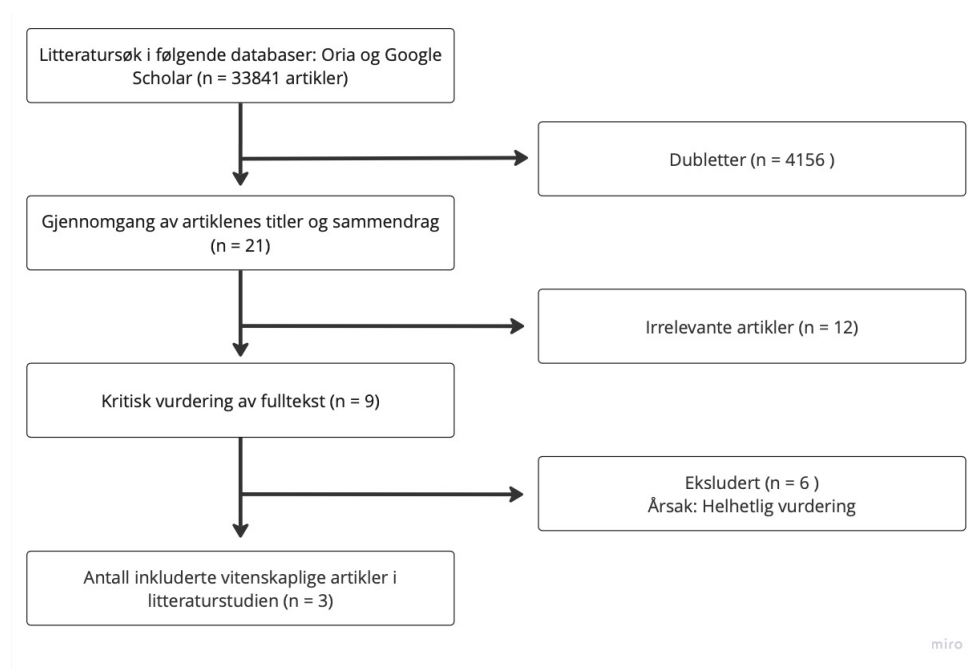 Litteratursøk i følgende databaser: Oria og Google
Scholar (n = 33841 artikler)
Dubletter (n = 4156 )
Gjennomgang av artiklenes titler og sammendrag
(n = 21)
Irrelevante artikler (n = 12)
Kritisk vurdering av fulltekst (n = 9)
Eksludert (n = 6 )
Årsak: Helhetlig vurdering
Antall inkluderte vitenskaplige artikler i
litteraturstudien (n = 3)
miro